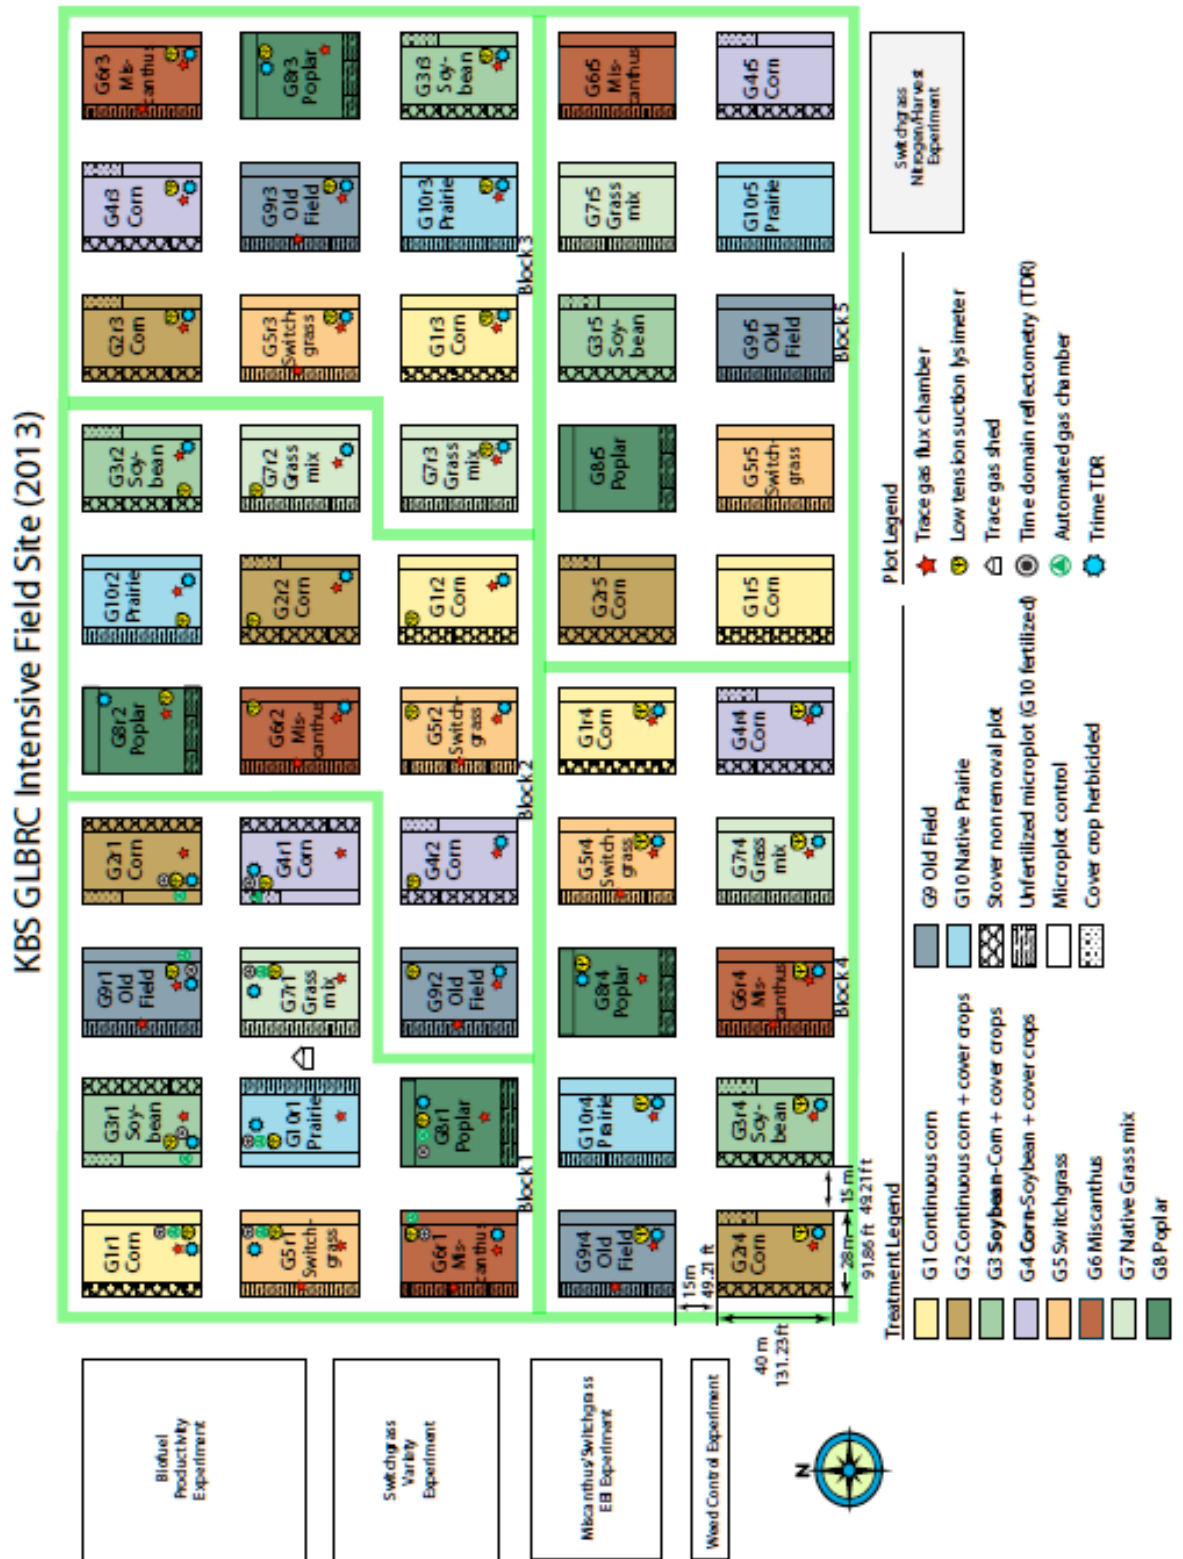 KBS GLBRC Intensive Field Site (2013)
Biofuel
Productivity
Experiment
G1r1
Corn
G3r1
Soy-
bean
G9r1
Old
Field
G2r1
Corn
G8r2
Poplar
G10r2
Prairie
G3r2
Soy-
bean
G2r3
Corn
G4r3
Corn
G6r3
Mis-
canthus
Switchgrass
Variety
Experiment
G5r1
Switch-
grass
G10r1
Prairie
G7r1
Grass
mix
G4r1
Corn
G6r2
Mis-
canthus
G2r2
Corn
G7r2
Grass
mix
G5r3
Switch-
grass
G9r3
Old
Field
G8r3
Poplar
G6r1
Mis-
canthus
G8r1
Poplar
G9r2
Old
Field
G4r2
Corn
G5r2
Switch-
grass
G1r2
Corn
G7r3
Grass
mix
G1r3
Corn
G10r3
Prairie
G3r3
Soy-
bean
Block 1
Block 2
Block 3
Miscanthus/Switchgrass
EBI Experiment
G9r4
Old
Field
G10r4
Prairie
G8r4
Poplar
G5r4
Switch-
grass
G1r4
Corn
G2r5
Corn
G8r5
Poplar
G3r5
Soy-
bean
G7r5
Grass
mix
G6r5
Mis-
canthus
15m
49.21 ft
Weed Control Experiment
G2r4
Corn
G3r4
Soy-
bean
G6r4
Mis-
canthus
G7r4
Grass
mix
G4r4
Corn
G1r5
Corn
G5r5
Switch-
grass
G9r5
Old
Field
G10r5
Prairie
G4r5
Corn
40 m
131.23ft
28m
91.86 ft
15 m
49.21ft
Block 4
Block 5
N
Treatment Legend
G1 Continuous corn
G2 Continuous corn + cover crops
G3 Soybean-Corn + cover crops
G4 Corn-Soybean + cover crops
G5 Switchgrass
G6 Miscanthus
G7 Native Grass mix
G8 Poplar
G9 Old Field
G10 Native Prairie
Stover non removal plot
Unfertilized microplot (G10 fertilized)
Microplot control
Cover crop herbicided
Plot Legend
Trace gas flux chamber
Low tension suction lysimeter
Trace gas shed
Time domain reflectometry (TDR)
Automated gas chamber
Trime TDR
Switchgrass
Nitrogen/Harvest
Experiment